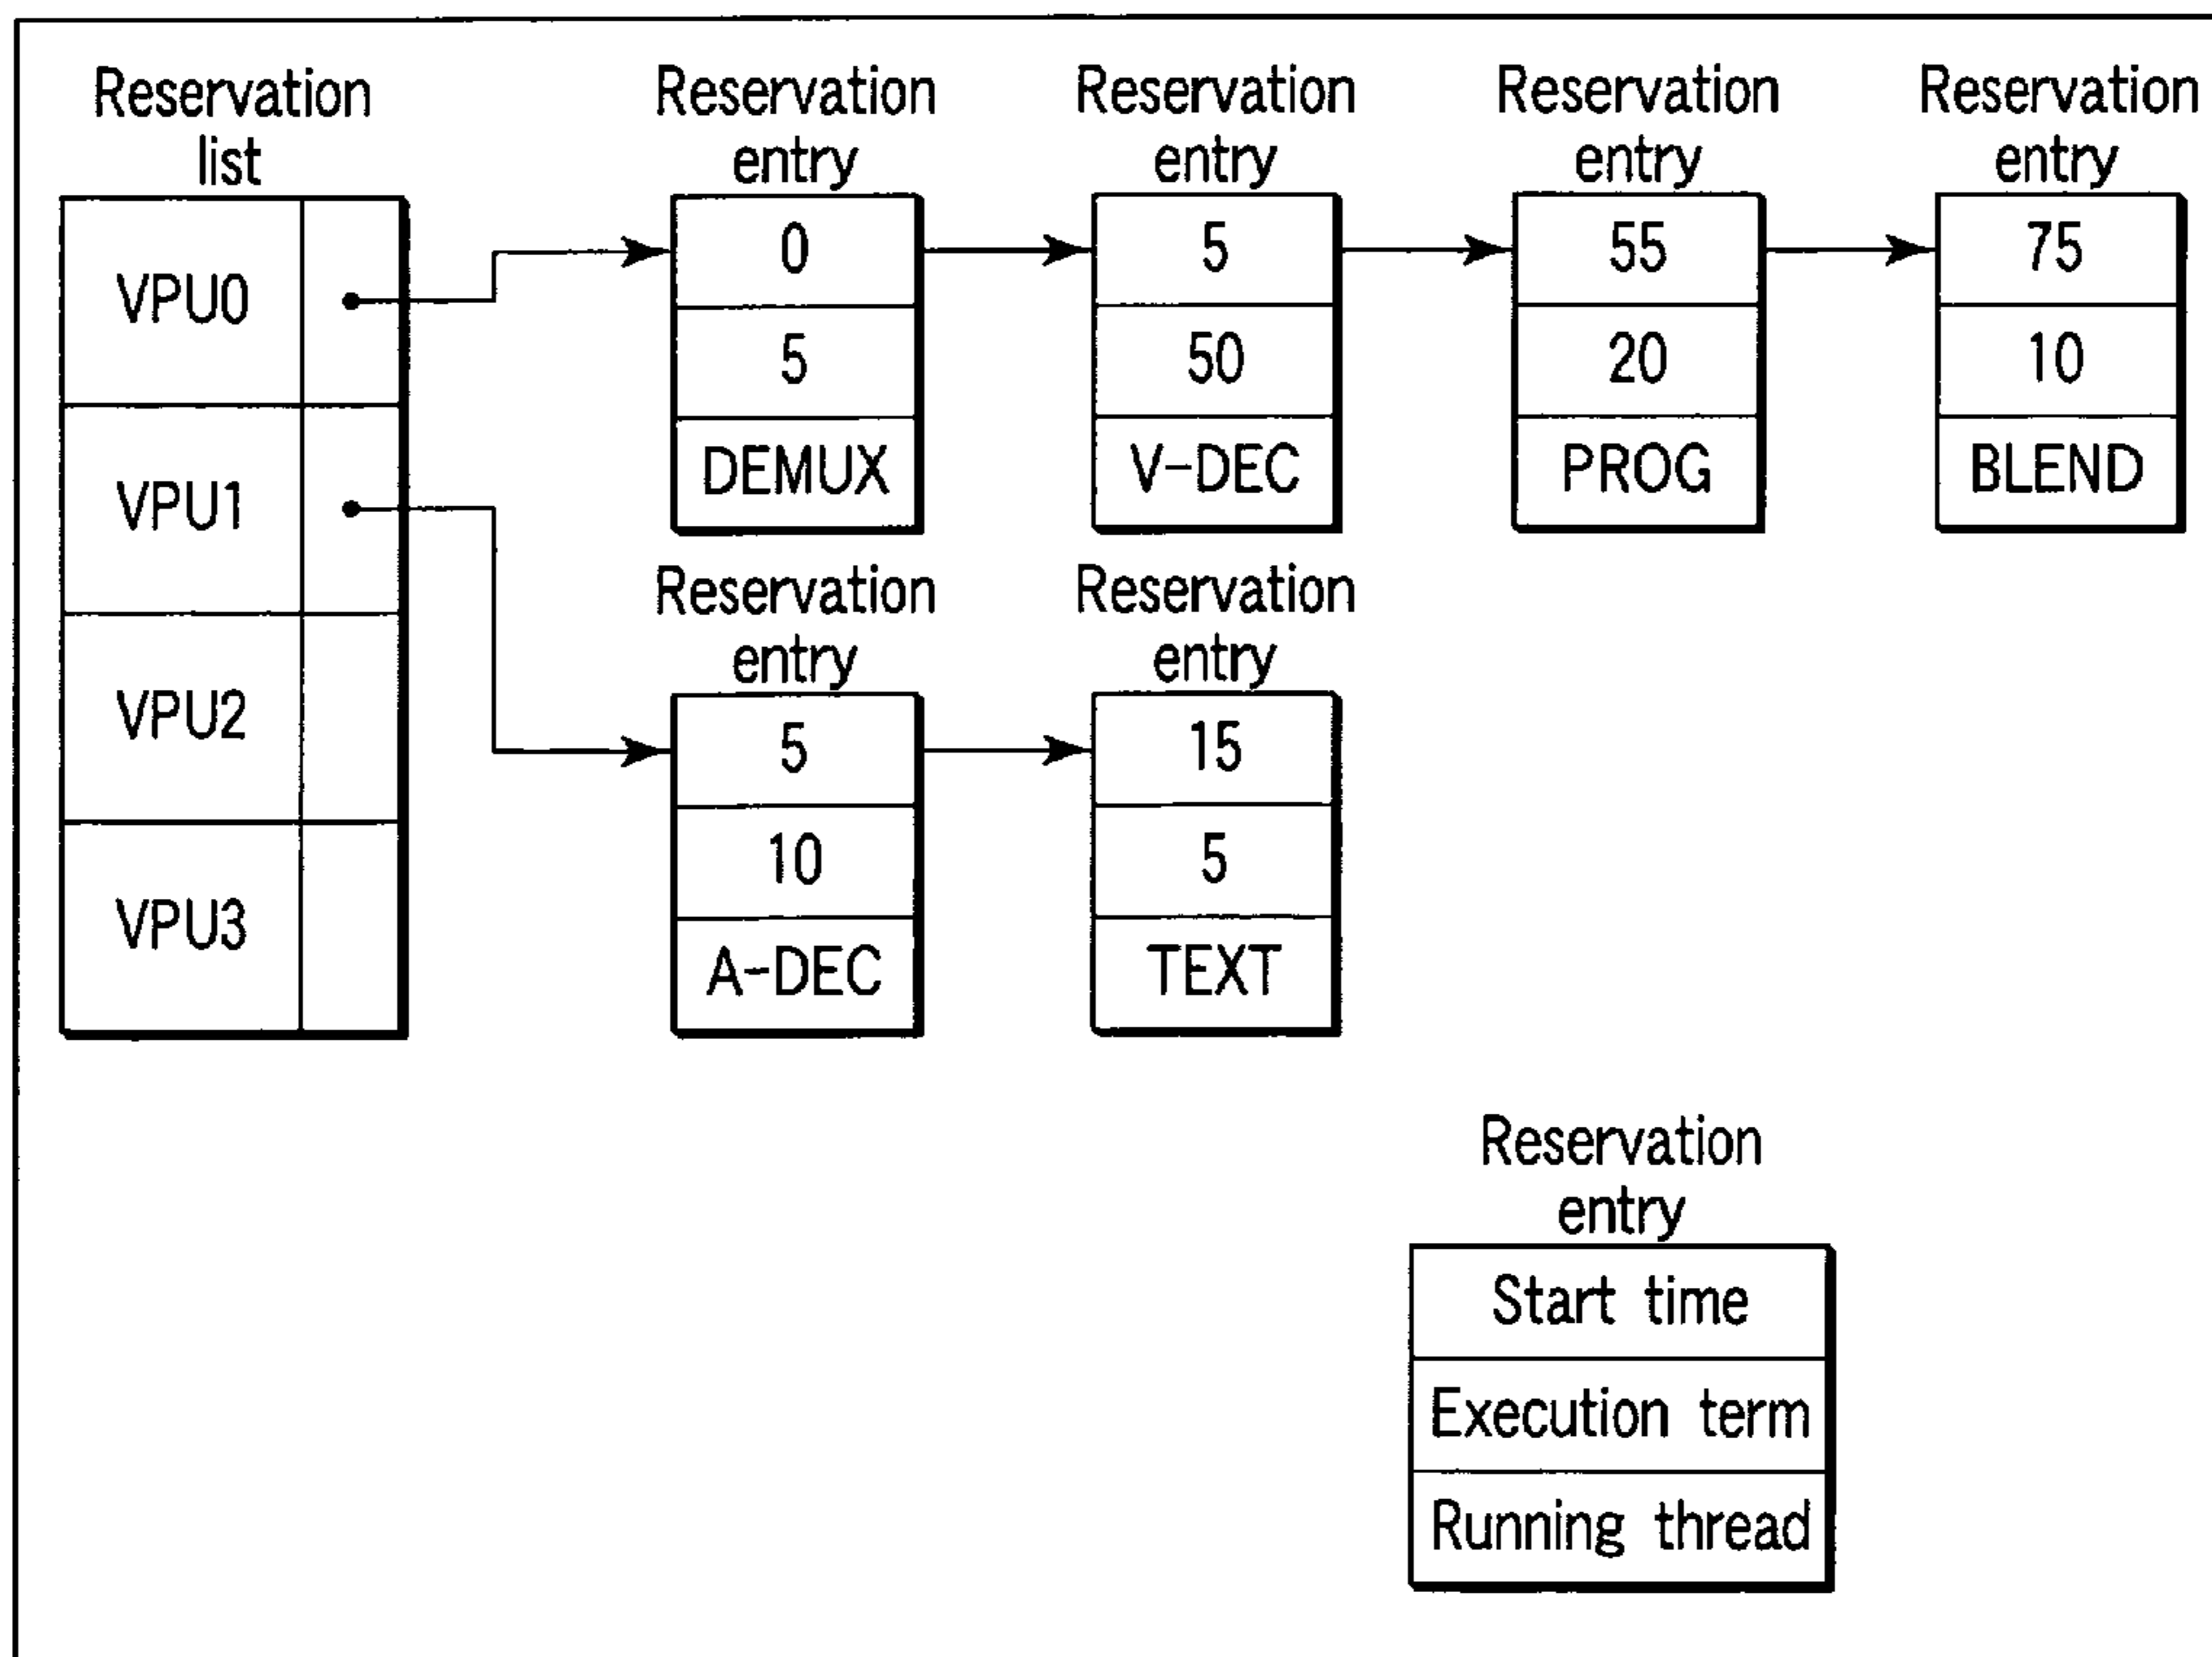 Reservation
list
VPU0
VPU1
VPU2
VPU3
Reservation
entry
0
5
DEMUX
Reservation
entry
5
50
V-DEC
Reservation
entry
55
20
PROG
Reservation
entry
75
10
BLEND
Reservation
entry
5
10
A-DEC
Reservation
entry
15
5
TEXT
Reservation
entry
Start time
Execution term
Running thread